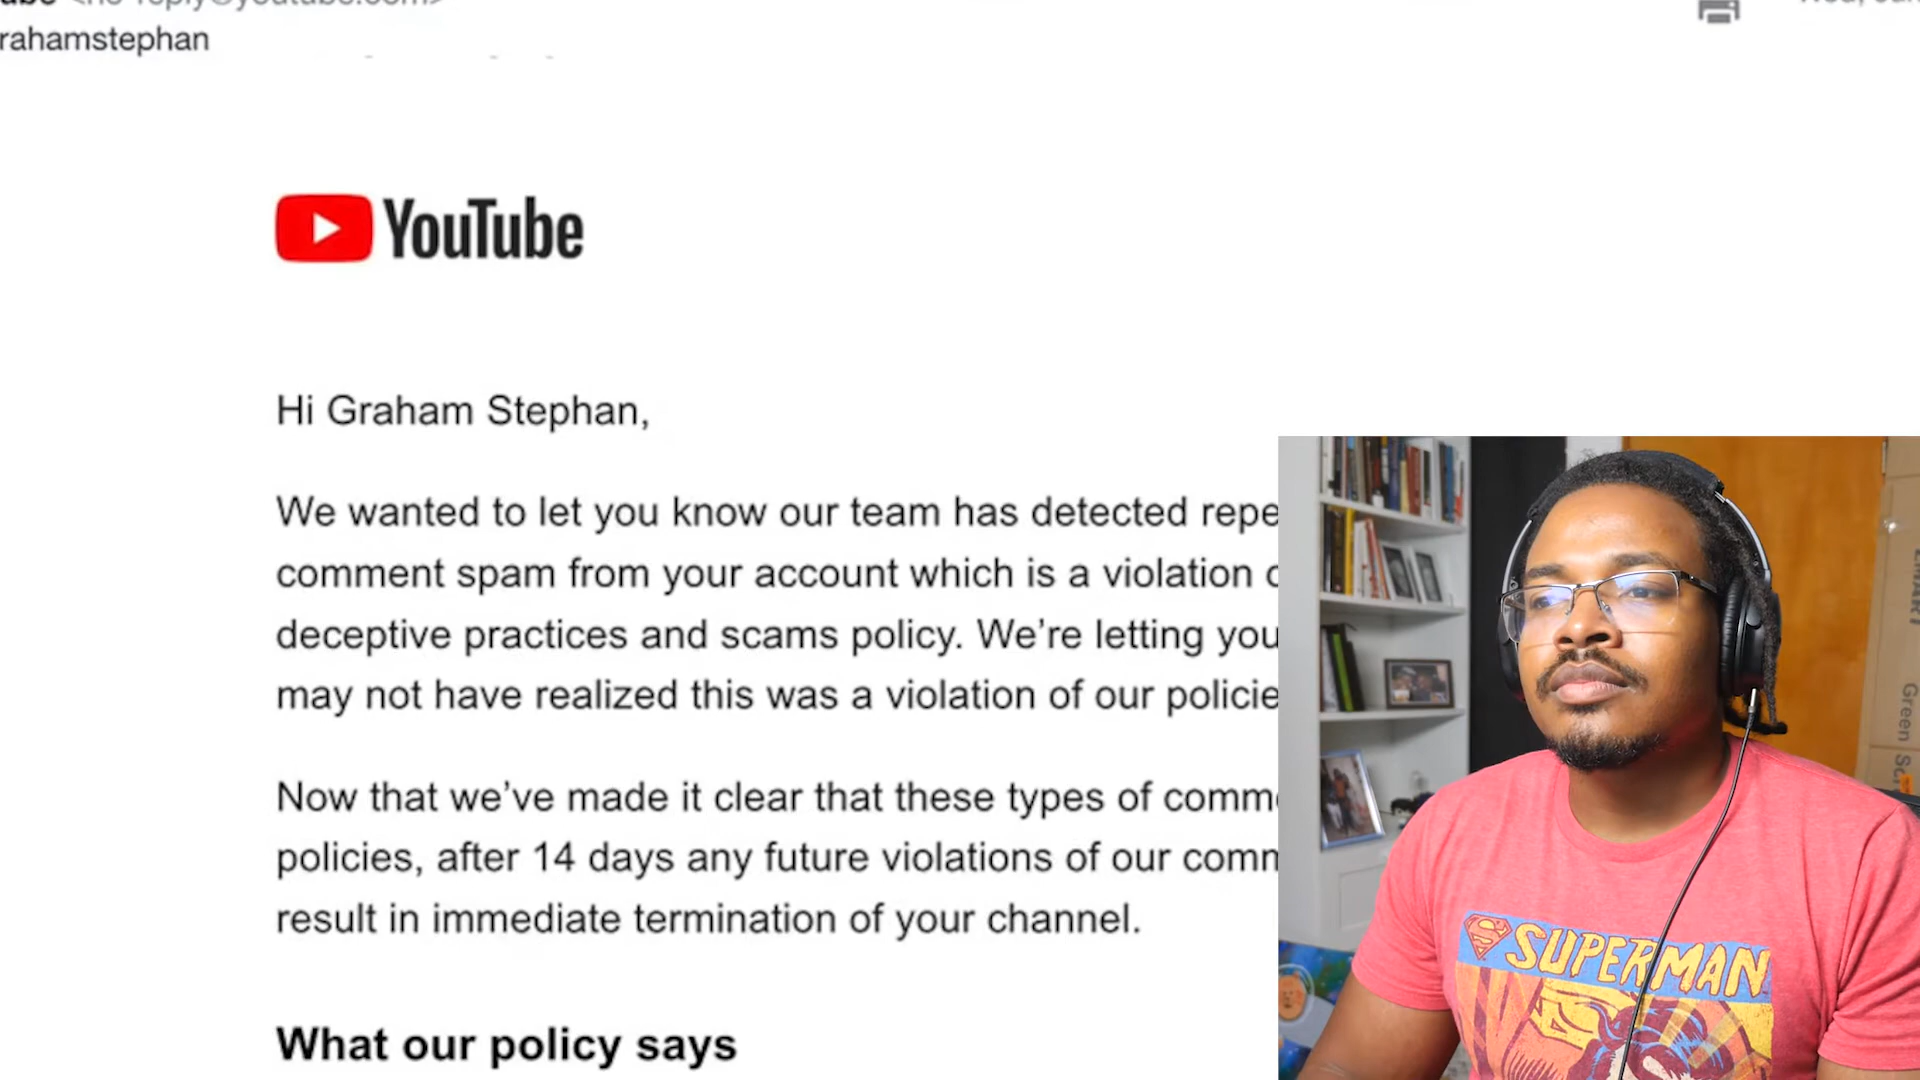 rahamstephan
YouTube
Hi Graham Stephan,
We wanted to let you know our team has detected repe
comment spam from your account which is a violation o
deceptive practices and scams policy. We're letting you
may not have realized this was a violation of our policie
Now that we've made it clear that these types of comm
policies, after 14 days any future violations of our comm
result in immediate termination of your channel.
What our policy says
SUPERMAN
Green